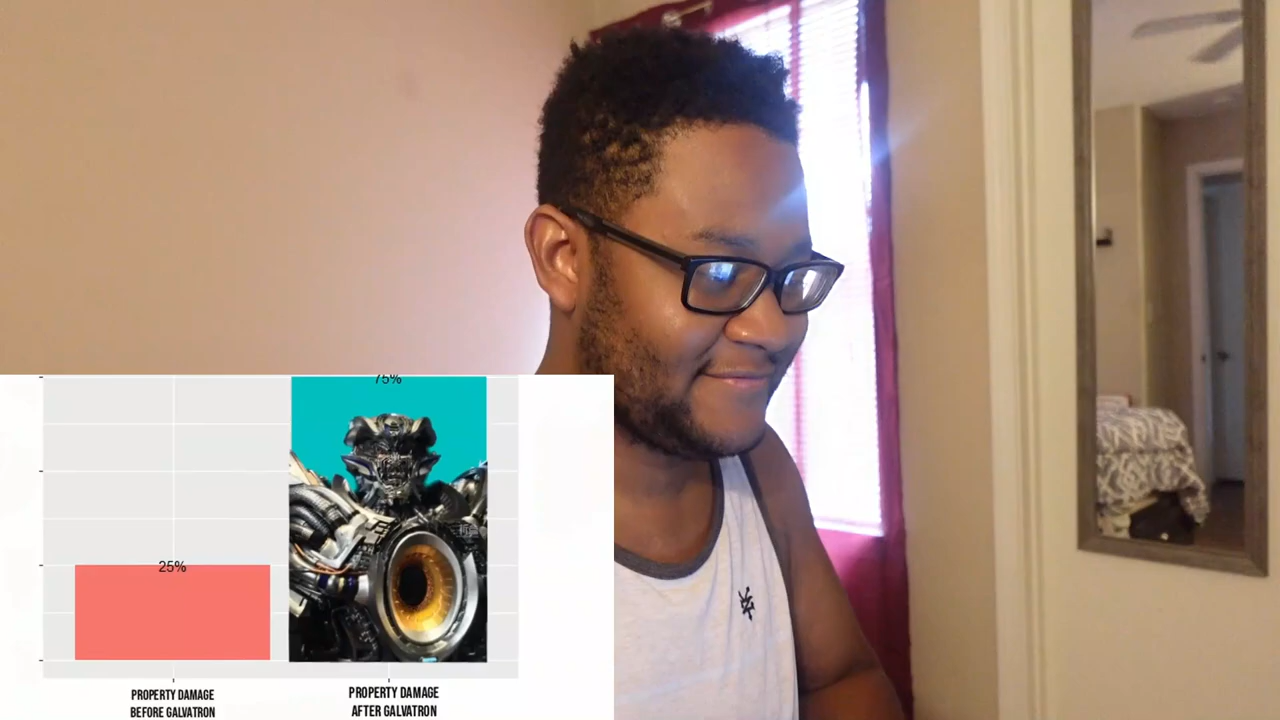 75%
25%
PROPERTY DAMAGE
BEFORE GALVATRON
PROPERTY DAMAGE
AFTER GALVATRON